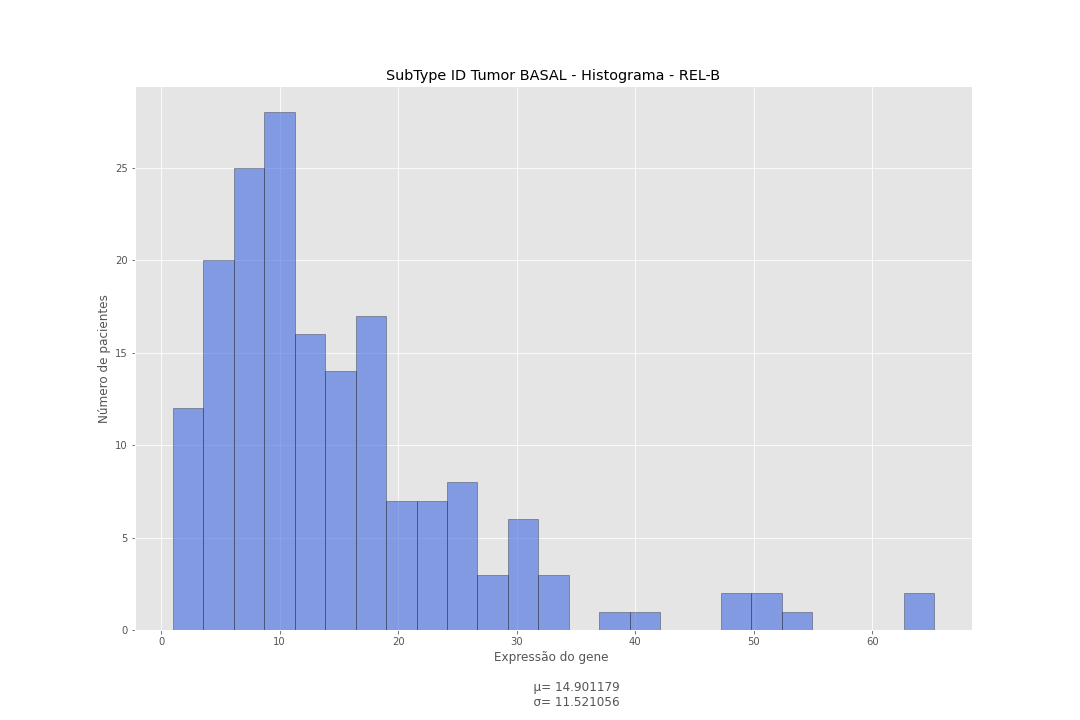 SubType ID Tumor BASAL - Histograma - REL-B
25
20
15
10
5
0
Número de pacientes
0 10 20 30 40 50 60
Expressão do gene
μ= 14.901179
σ= 11.521056